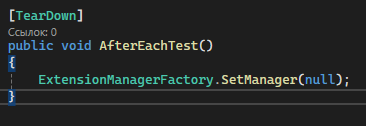 [TearDown]
Ссылок: 0
public void AfterEachTest()
{
ExtensionManagerFactory.SetManager(null);
}